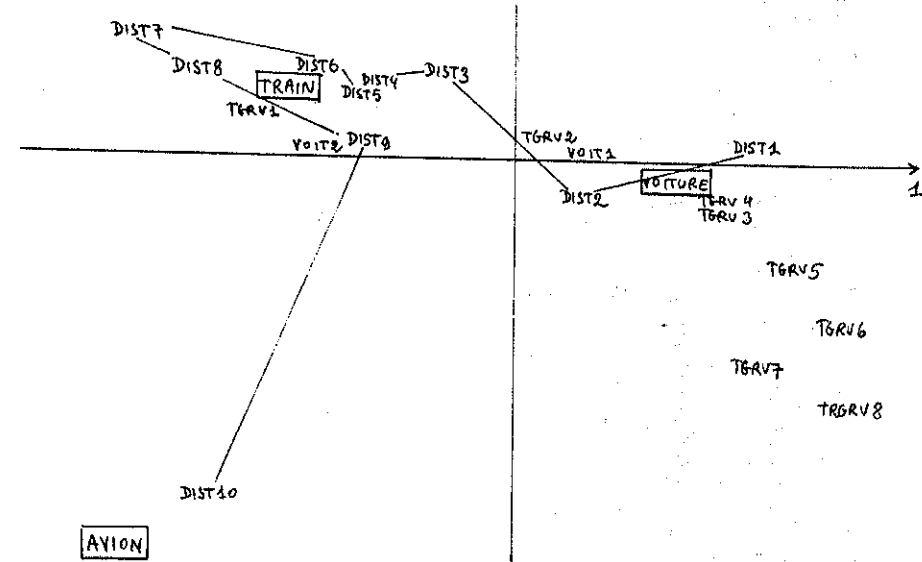 DIST7
DIST8
DIST6
DIST4
DIST3
TRAIN
DIST5
TGRV1
VOIT2
DIST9
TGRV2
VOIT1
DIST1
VOITURE
DIST2
1
TGRV4
TGRV3
TGRV5
TGRV6
TGRV7
TRGRV8
DIST10
AVION